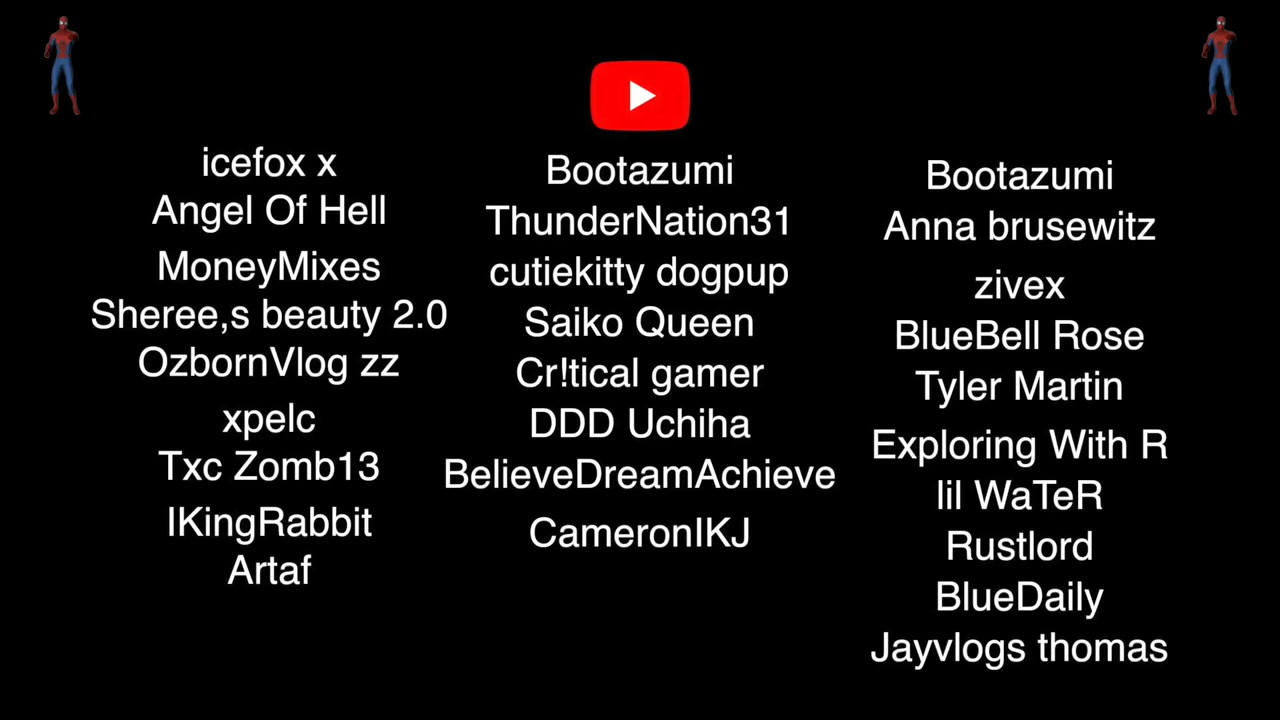 icefox x
Angel Of Hell
MoneyMixes
Sheree,s beauty 2.0
OzbornVlog zz
xpelc
Txc Zomb13
IKingRabbit
Artaf
Bootazumi
ThunderNation31
cutiekitty dogpup
Saiko Queen
Cr!tical gamer
DDD Uchiha
BelieveDreamAchieve
CameronIKJ
Bootazumi
Anna brusewitz
zivex
BlueBell Rose
Tyler Martin
Exploring With R
lil WaTeR
Rustlord
BlueDaily
Jayvlogs thomas